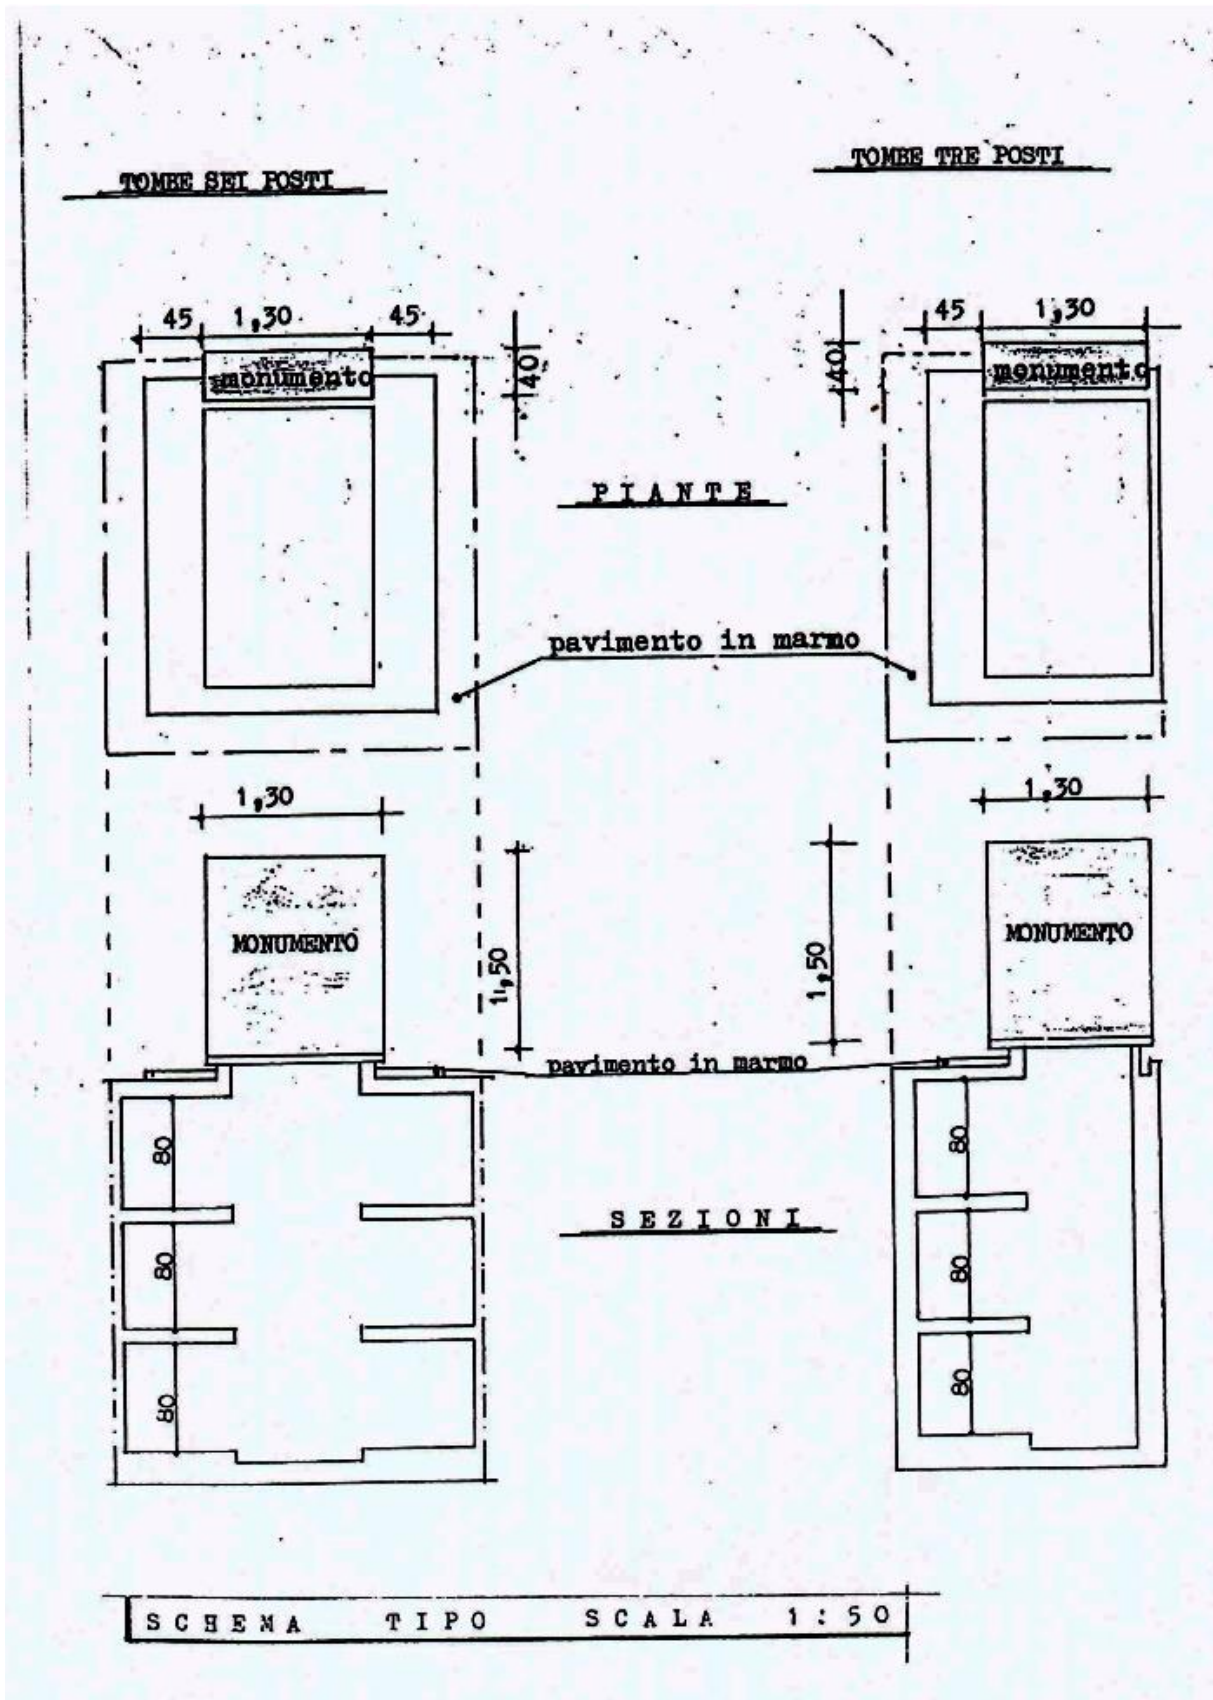 TOMBE SEI POSTI
TOMBE TRE POSTI
45 1,30 45
45 1,30
monumento
40
40
monumento
PIANTE
pavimento in marmo
1,30
1,30
MONUMENTO
1,50
1,50
MONUMENTO
pavimento in marmo
80
80
SEZIONI
80
80
80
80
SCHEMA TIPO SCALA 1:50